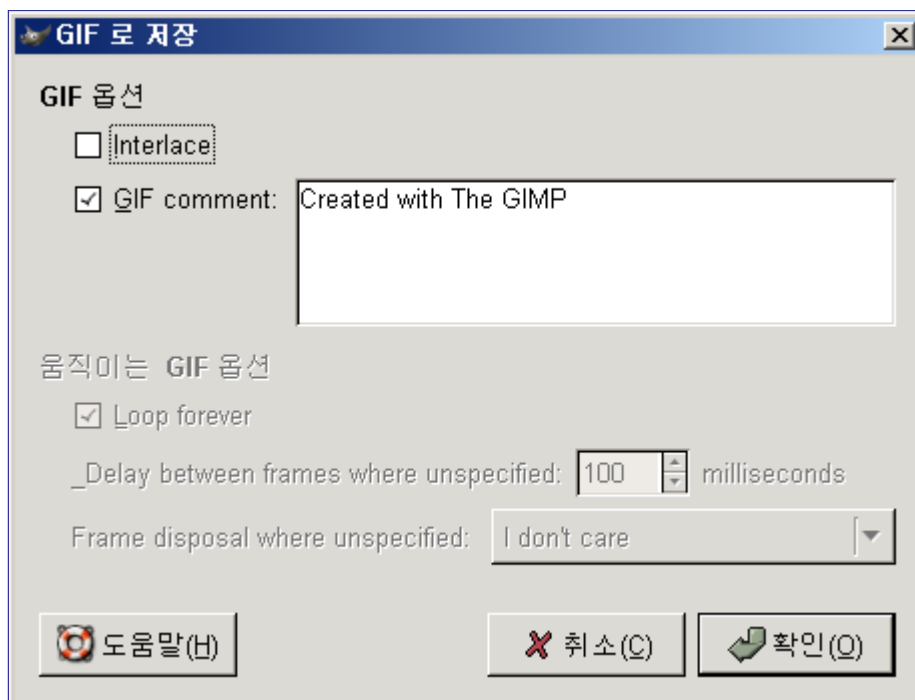 GIF 로 저장
GIF 옵션
Interlace
GIF comment: Created with The GIMP
움직이는 GIF 옵션
Loop forever
_Delay between frames where unspecified: 100 milliseconds
Frame disposal where unspecified: I don't care
도움말(H) 취소(C) 확인(O)